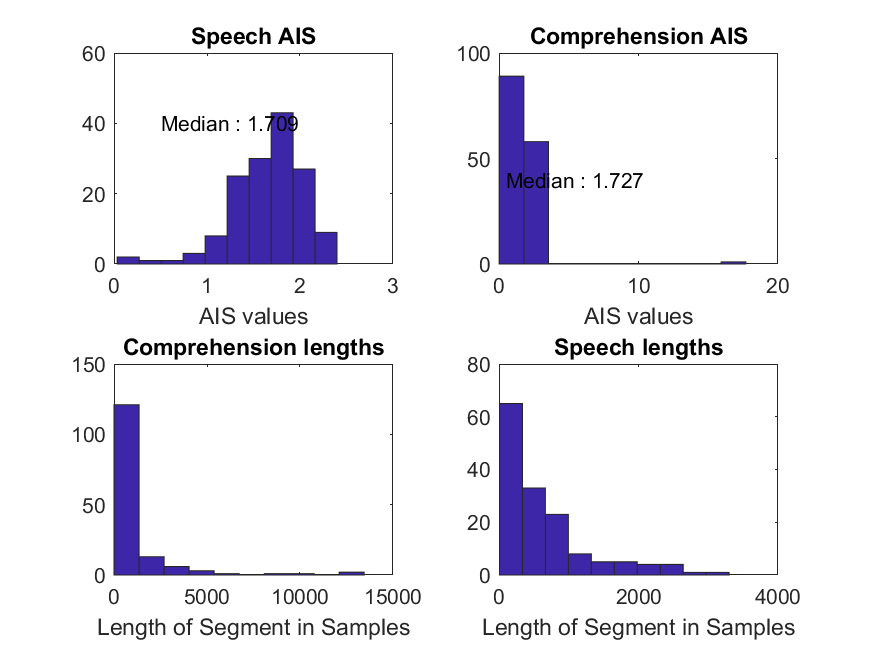 Speech AIS
60
40
20
0
Median : 1.709
0 1 2 3
AIS values
Comprehension AIS
100
50
0
Median : 1.727
0 10 20
AIS values
Comprehension lengths
150
100
50
0
0 5000 10000 15000
Length of Segment in Samples
Speech lengths
80
60
40
20
0
0 2000 4000
Length of Segment in Samples